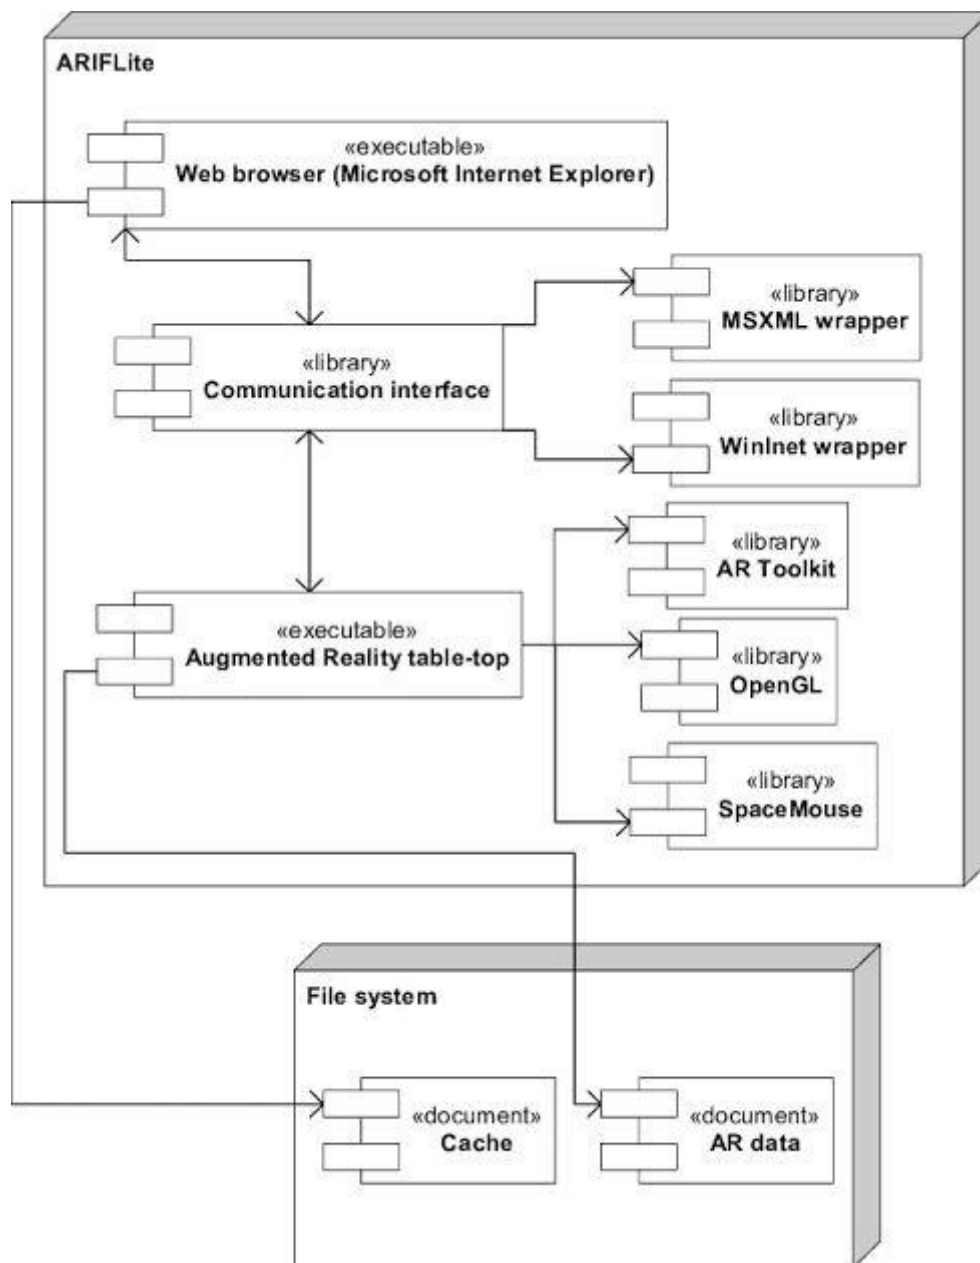 ARIFLite
«executable»
Web browser (Microsoft Internet Explorer)
«library»
MSXML wrapper
«library»
Communication interface
«library»
WinInet wrapper
«library»
AR Toolkit
«executable»
Augmented Reality table-top
«library»
OpenGL
«library»
SpaceMouse
File system
«document»
Cache
«document»
AR data